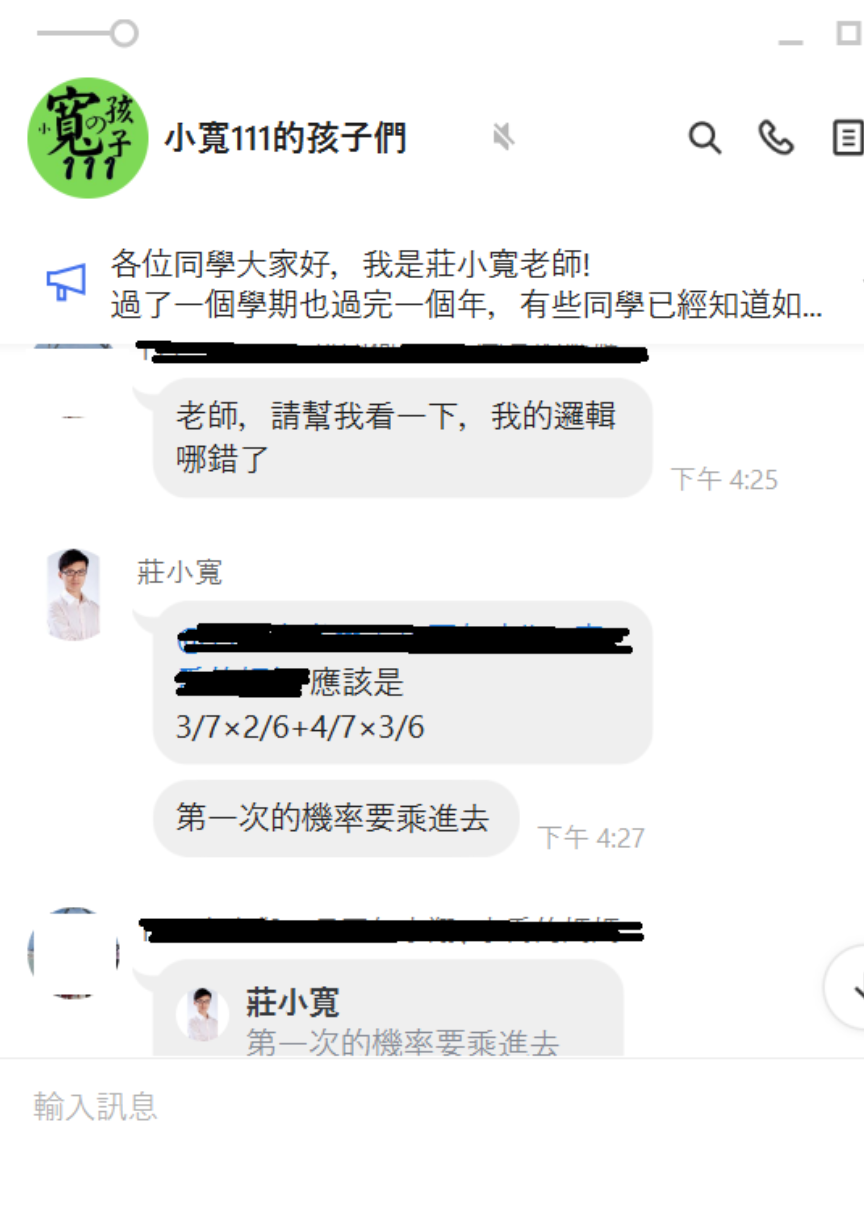 小寬の孩子
111
小寬111的孩子們
各位同學大家好，我是莊小寬老師!
過了一個學期也過完一個年，有些同學已經知道如...
老師，請幫我看一下，我的邏輯
哪錯了
下午 4:25
莊小寬
應該是
3/7×2/6+4/7×3/6
第一次的機率要乘進去
下午 4:27
莊小寬
第一次的機率要乘進去
輸入訊息